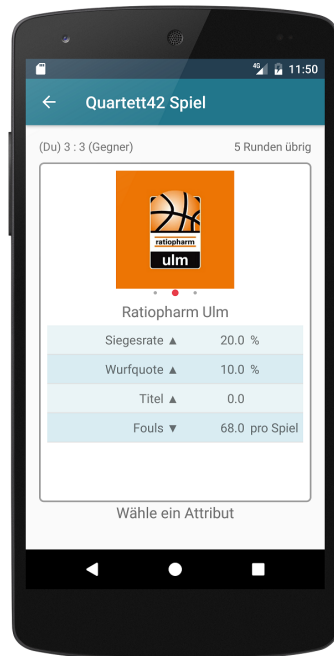 4G 11:50
← Quartett42 Spiel
(Du) 3 : 3 (Gegner) 5 Runden übrig
ratiopharm
ulm
Ratiopharm Ulm
Siegesrate ▲ 20.0 %
Wurfquote ▲ 10.0 %
Titel ▲ 0.0
Fouls ▼ 68.0 pro Spiel
Wähle ein Attribut